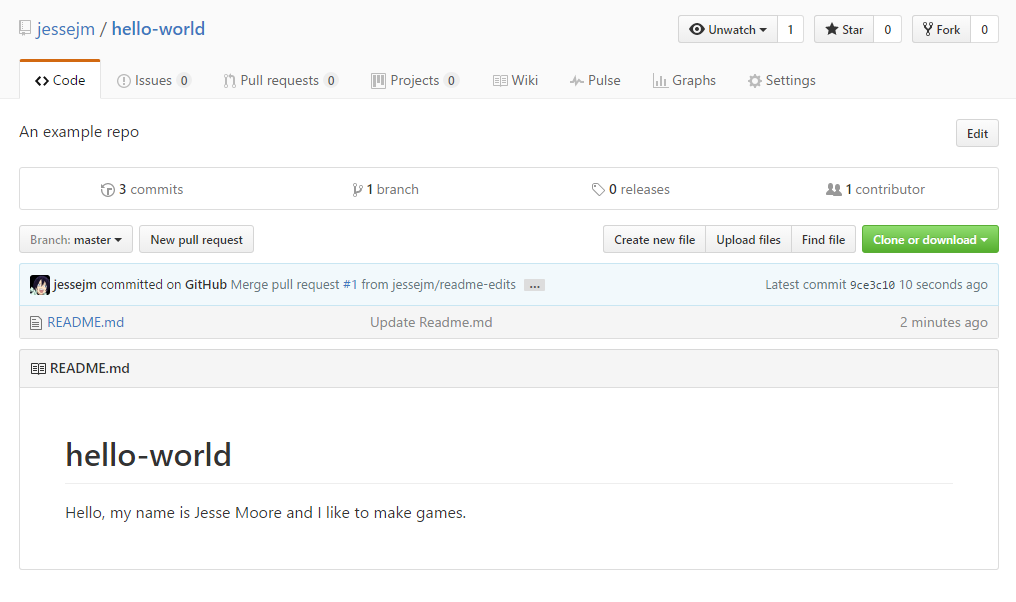 jessejm / hello-world Unwatch 1 Star 0 Fork 0
Code Issues 0 Pull requests 0 Projects 0 Wiki Pulse Graphs Settings
An example repo Edit
3 commits 1 branch 0 releases 1 contributor
Branch: master New pull request Create new file Upload files Find file Clone or download
jessejm committed on GitHub Merge pull request #1 from jessejm/readme-edits ... Latest commit 9ce3c10 10 seconds ago
README.md Update Readme.md 2 minutes ago
README.md
hello-world
Hello, my name is Jesse Moore and I like to make games.